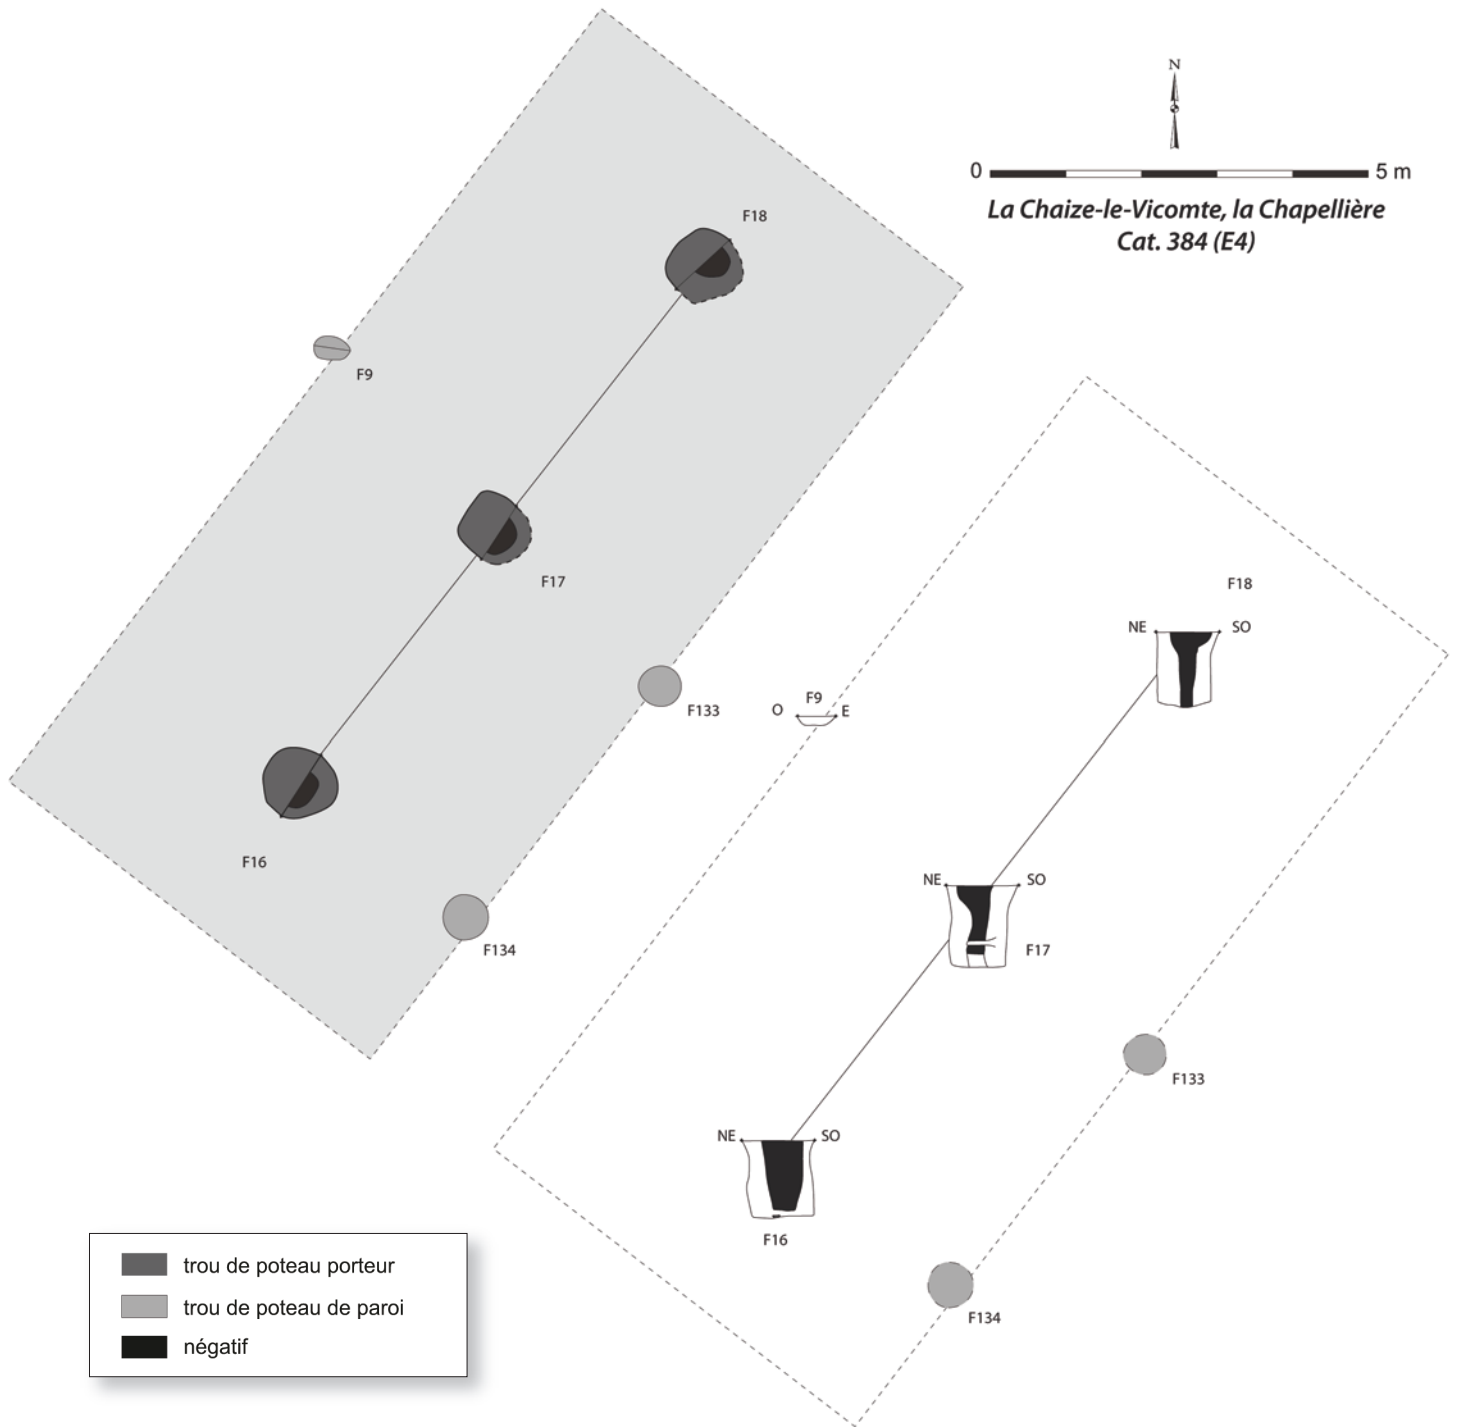 N
0 5 m
La Chaize-le-Vicomte, la Chapellière
Cat. 384 (E4)
F18
F9
F17
F133
F16
F134
F18
NE SO
F9
O E
NE SO
F17
F133
NE SO
F16
F134
trou de poteau porteur
trou de poteau de paroi
négatif